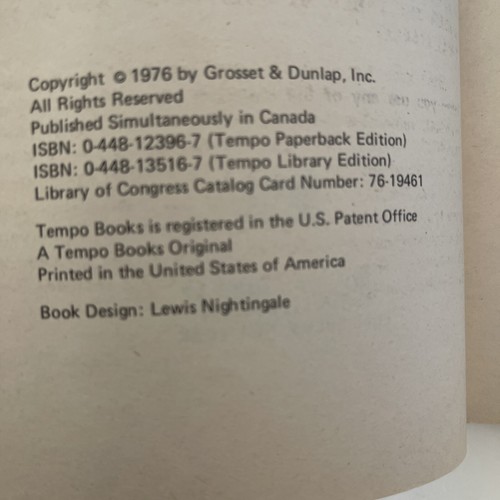 Copyright © 1976 by Grosset & Dunlap, Inc.
All Rights Reserved
Published Simultaneously in Canada
ISBN: 0-448-12396-7 (Tempo Paperback Edition)
ISBN: 0-448-13516-7 (Tempo Library Edition)
Library of Congress Catalog Card Number: 76-19461
Tempo Books is registered in the U.S. Patent Office
A Tempo Books Original
Printed in the United States of America
Book Design: Lewis Nightingale